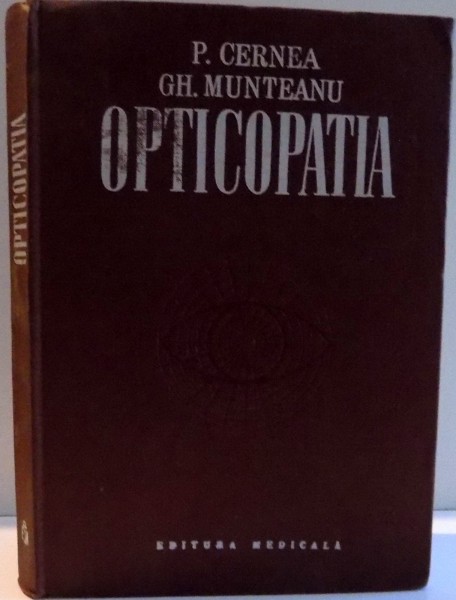 P. CERNEA
GH. MUNTEANU
OPTICOPATIA
EDITURA MEDICALĂ
OPTICOPATIA